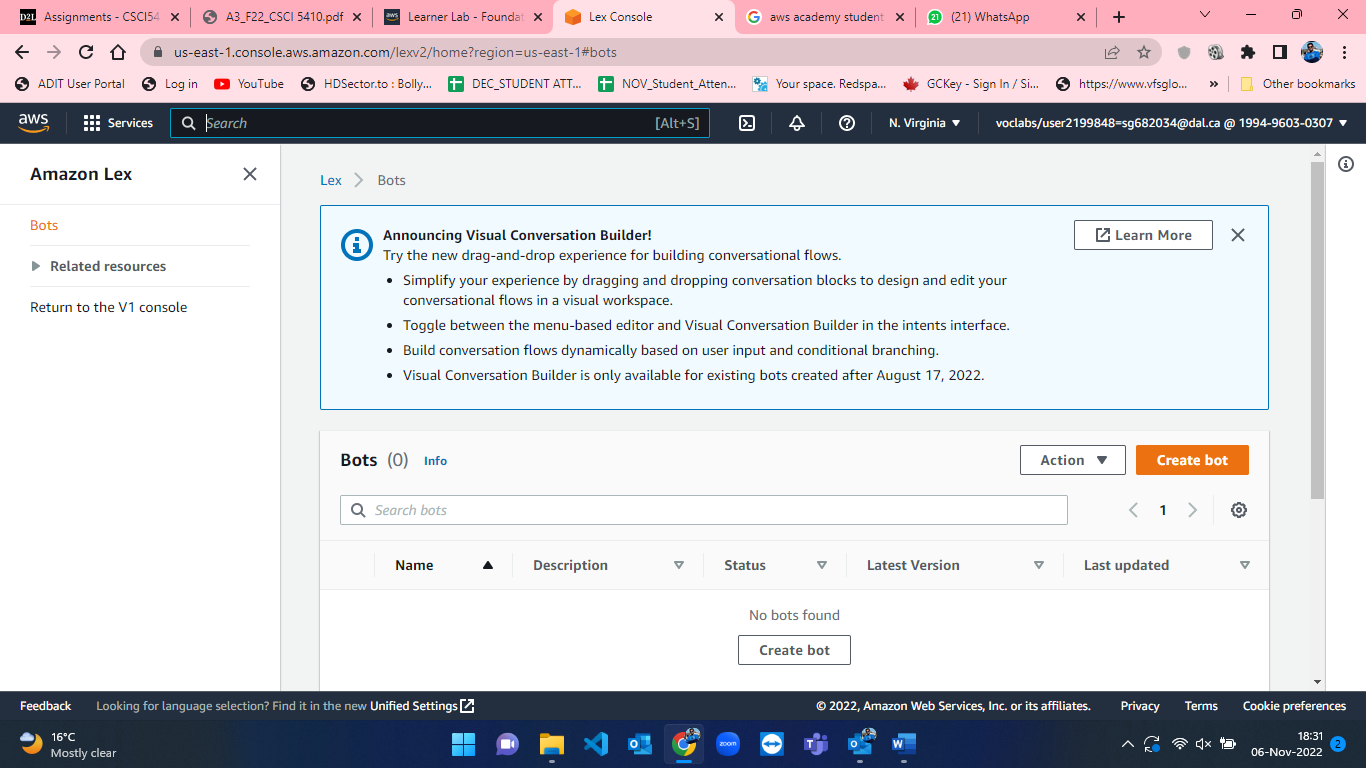 D2L Assignments - CSCI54
A3_F22_CSCI 5410.pdf
Learner Lab - Foundat
Lex Console
aws academy student
(21) WhatsApp
us-east-1.console.aws.amazon.com/lexv2/home?region=us-east-1#bots
ADIT User Portal
Log in
YouTube
HDSector.to : Bolly...
DEC_STUDENT ATT...
NOV_Student_Atten...
Your space. Redspa...
GCKey - Sign In / Si...
https://www.vfsglo...
»
Other bookmarks
aws
Services
Search
[Alt+S]
N. Virginia
voclabs/user2199848=sg682034@dal.ca @ 1994-9603-0307
Amazon Lex
Bots
Related resources
Return to the V1 console
Lex
Bots
Announcing Visual Conversation Builder!
Try the new drag-and-drop experience for building conversational flows.
• Simplify your experience by dragging and dropping conversation blocks to design and edit your
conversational flows in a visual workspace.
• Toggle between the menu-based editor and Visual Conversation Builder in the intents interface.
• Build conversation flows dynamically based on user input and conditional branching.
• Visual Conversation Builder is only available for existing bots created after August 17, 2022.
Learn More
Bots (0) Info
Action
Create bot
Search bots
1
Name
Description
Status
Latest Version
Last updated
No bots found
Create bot
Feedback
Looking for language selection? Find it in the new Unified Settings
© 2022, Amazon Web Services, Inc. or its affiliates.
Privacy
Terms
Cookie preferences
16°C
Mostly clear
zoom
18:31
06-Nov-2022
2